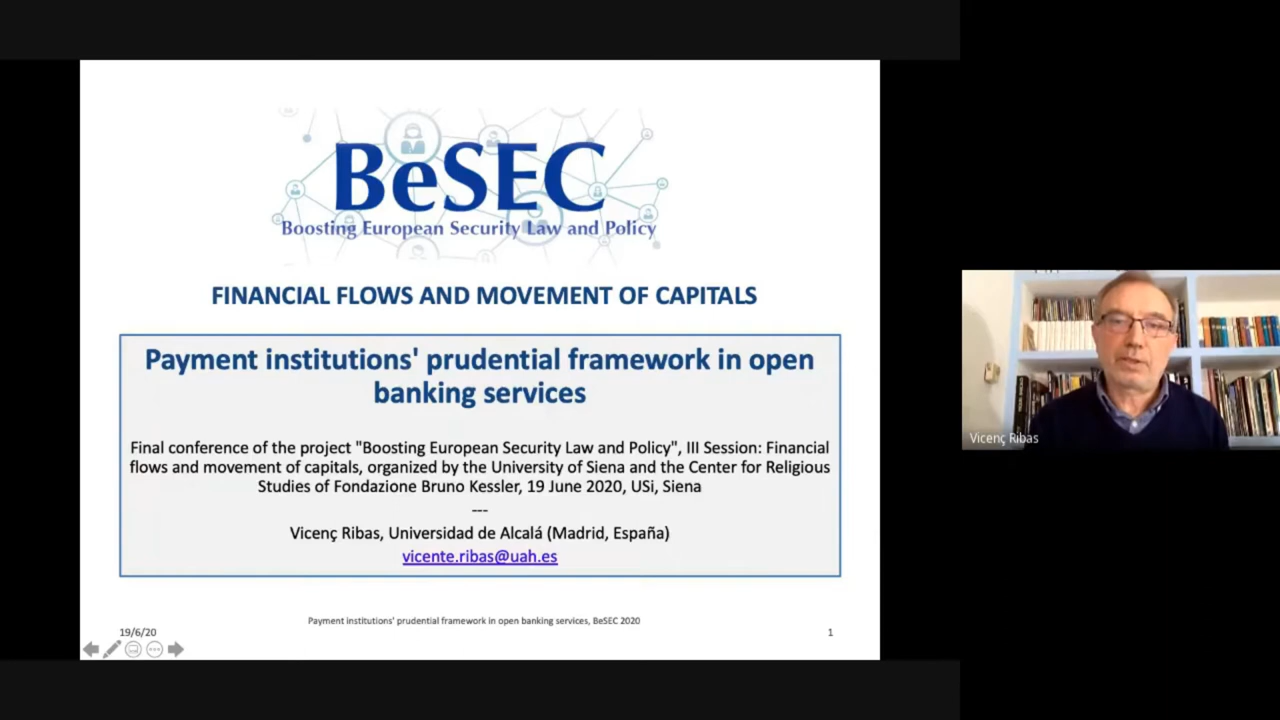 BeSEC
Boosting European Security Law and Policy
FINANCIAL FLOWS AND MOVEMENT OF CAPITALS
Payment institutions' prudential framework in open
banking services
Final conference of the project "Boosting European Security Law and Policy", III Session: Financial
flows and movement of capitals, organized by the University of Siena and the Center for Religious
Studies of Fondazione Bruno Kessler, 19 June 2020, USi, Siena
---
Vicenç Ribas, Universidad de Alcalá (Madrid, España)
vicente.ribas@uah.es
Payment institutions' prudential framework in open banking services, BeSEC 2020
19/6/20
1
Vicenç Ribas